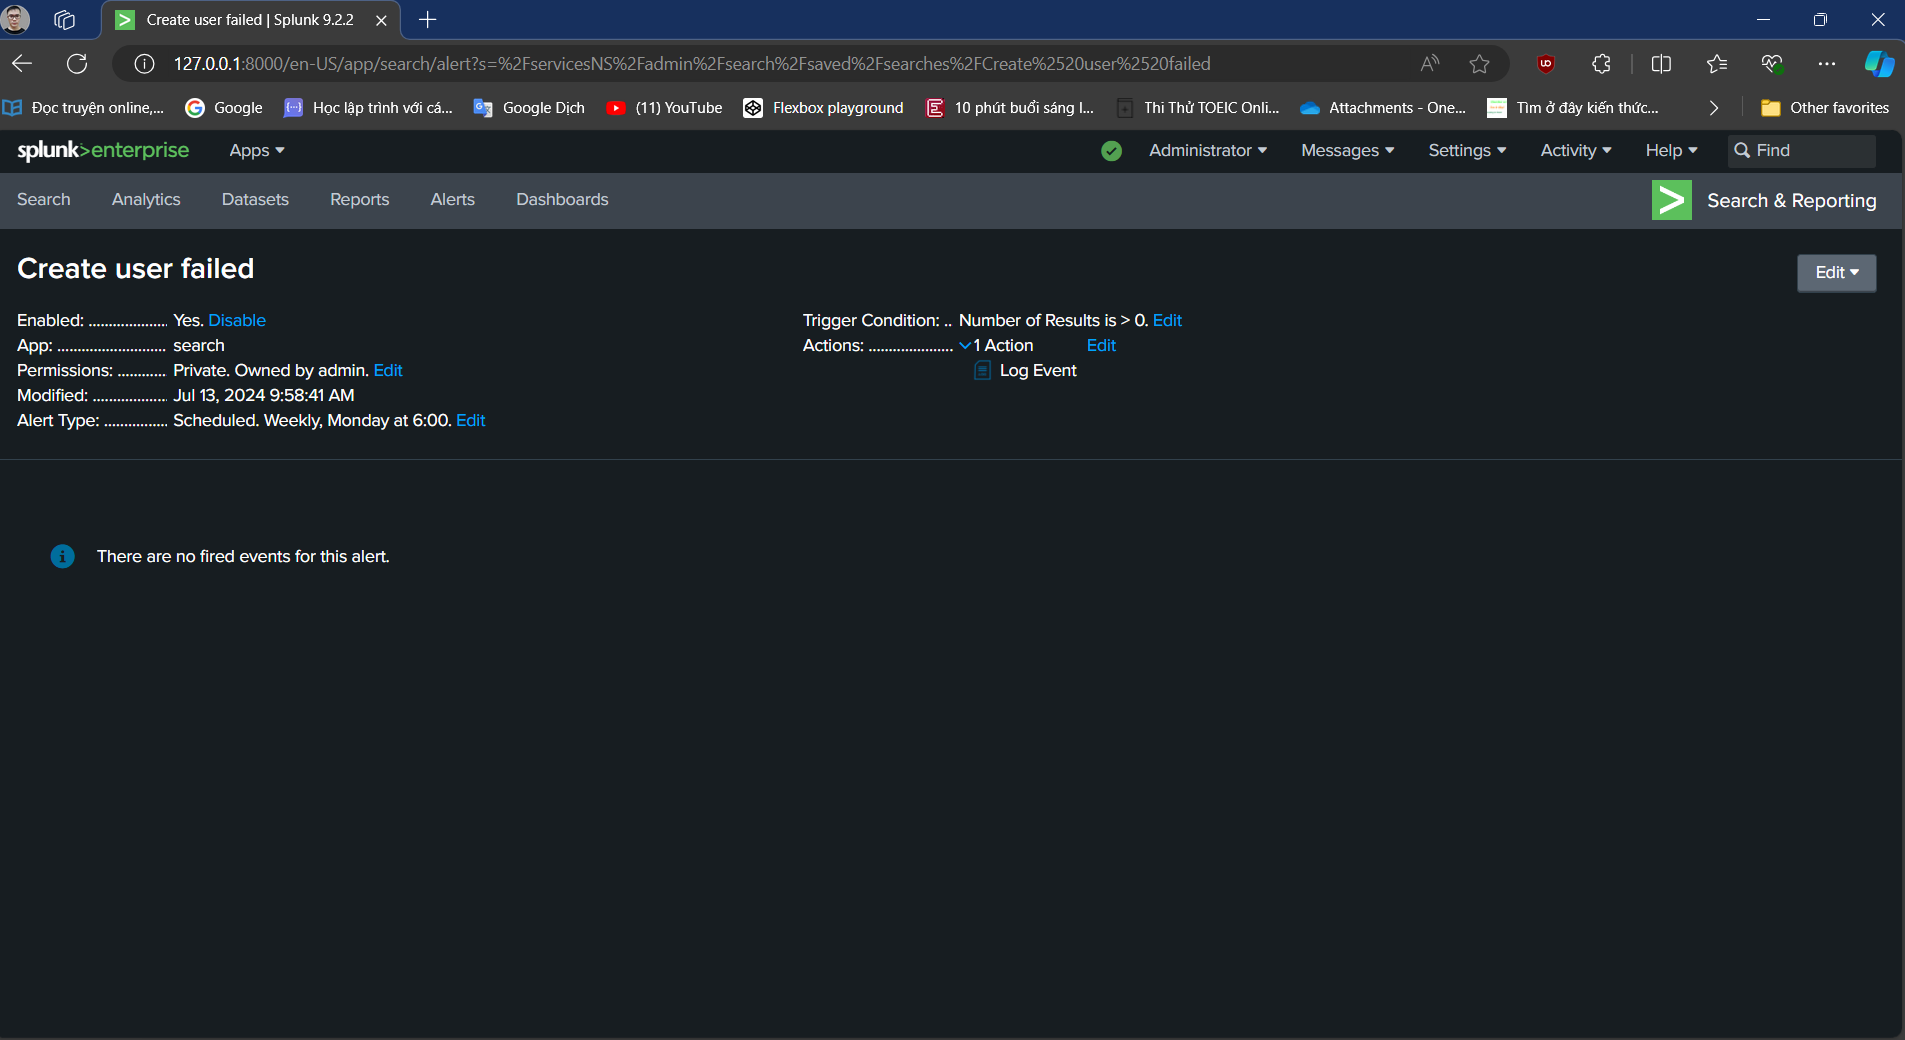 Create user failed | Splunk 9.2.2
127.0.0.1:8000/en-US/app/search/alert?s=%2FservicesNS%2Fadmin%2Fsearch%2Fsaved%2Fsearches%2FCreate%2520user%2520failed
Đọc truyện online,... Google Học lập trình với cá... Google Dịch (11) YouTube Flexbox playground 10 phút buổi sáng l... Thi Thử TOEIC Onli... Attachments - One... Tìm ở đây kiến thức... Other favorites
splunk>enterprise Apps Administrator Messages Settings Activity Help Find
Search Analytics Datasets Reports Alerts Dashboards Search & Reporting
Create user failed
Edit
Enabled: ................... Yes. Disable
App: ........................... search
Permissions: ............ Private. Owned by admin. Edit
Modified: .................. Jul 13, 2024 9:58:41 AM
Alert Type: ................ Scheduled. Weekly, Monday at 6:00. Edit
Trigger Condition: .. Number of Results is > 0. Edit
Actions: ..................... 1 Action Edit
Log Event
There are no fired events for this alert.